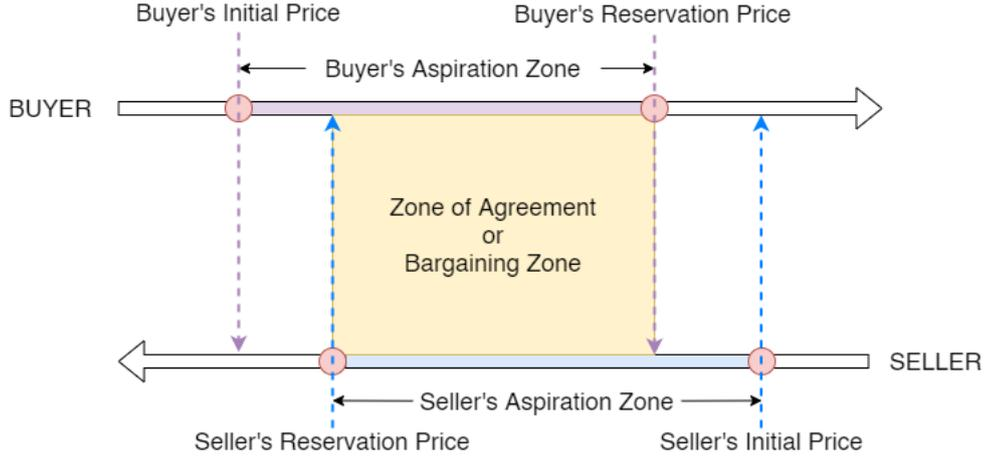 Buyer's Initial Price
Buyer's Reservation Price
Buyer's Aspiration Zone
BUYER
Zone of Agreement
or
Bargaining Zone
SELLER
Seller's Aspiration Zone
Seller's Reservation Price
Seller's Initial Price